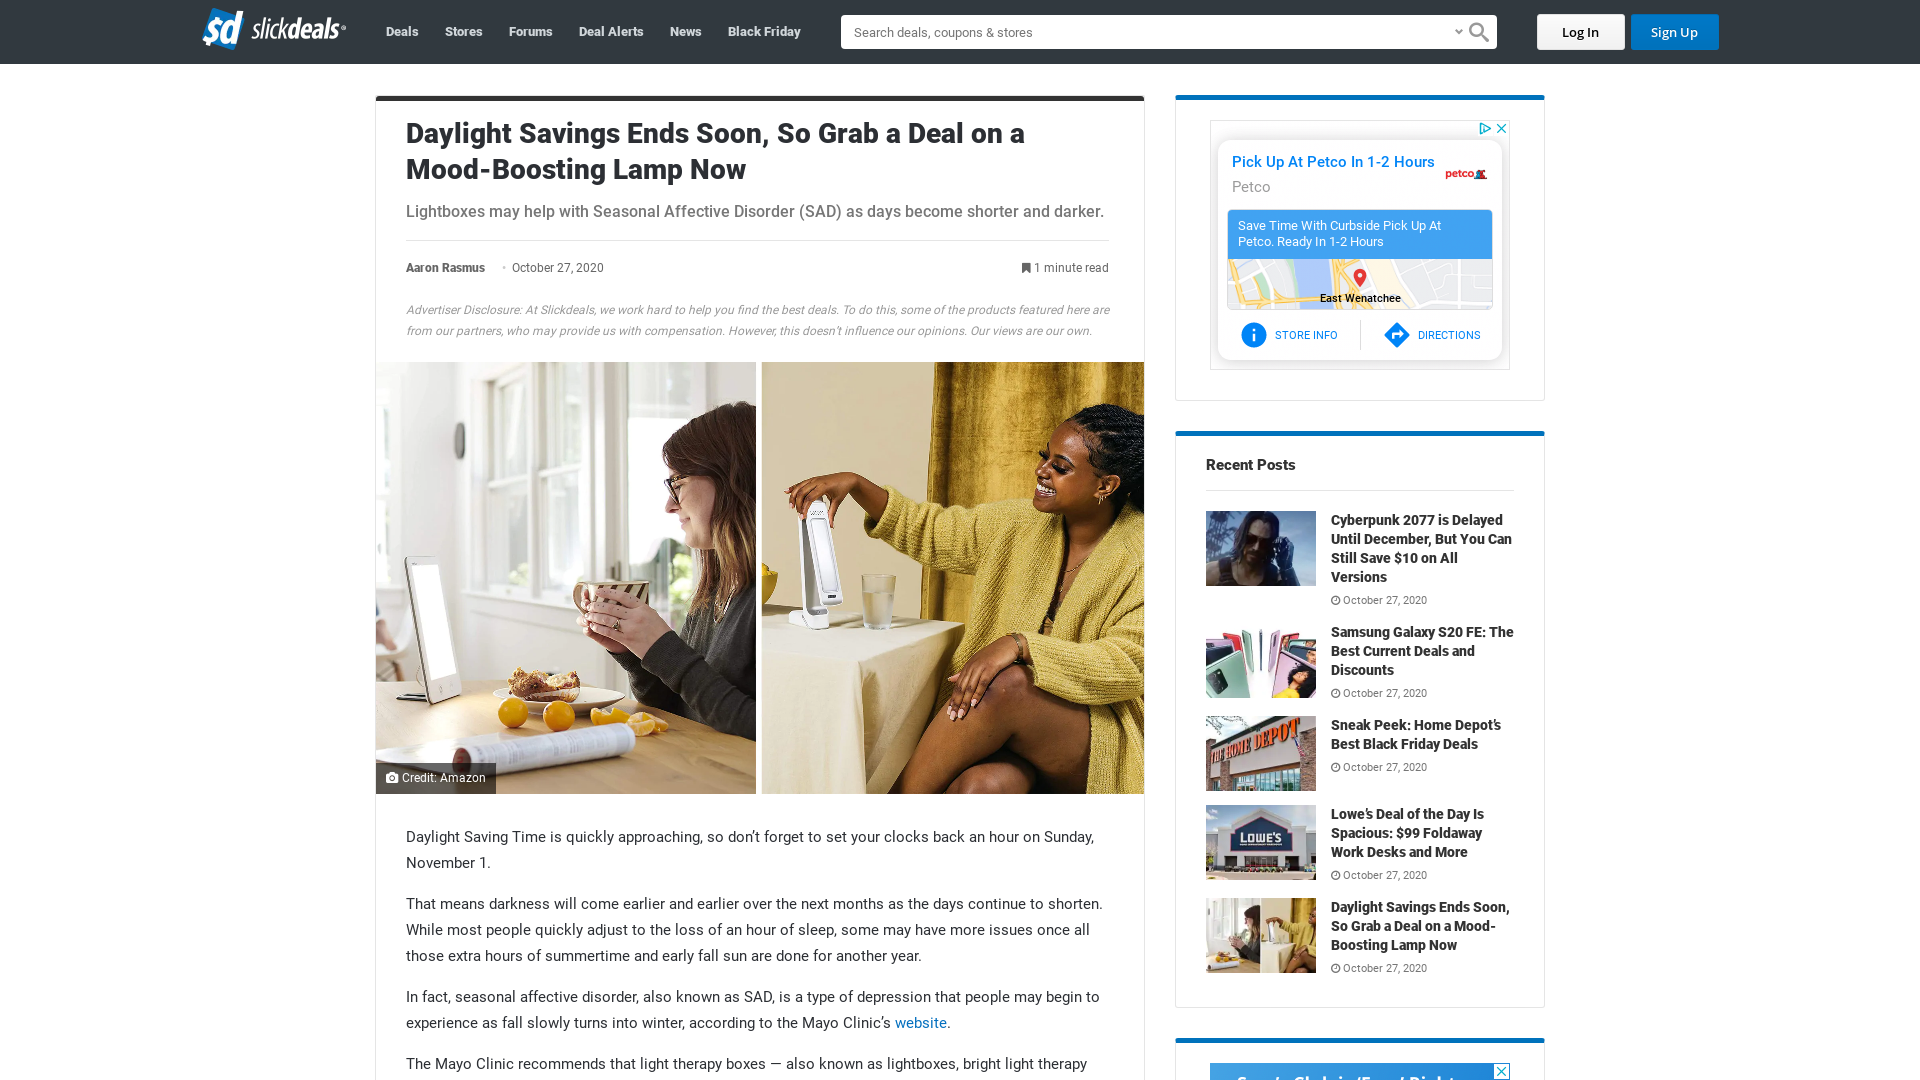 sd slickdeals
Deals Stores Forums Deal Alerts News Black Friday
Search deals, coupons & stores
Log In Sign Up
Daylight Savings Ends Soon, So Grab a Deal on a
Mood-Boosting Lamp Now
Lightboxes may help with Seasonal Affective Disorder (SAD) as days become shorter and darker.
Aaron Rasmus • October 27, 2020 1 minute read
Advertiser Disclosure: At Slickdeals, we work hard to help you find the best deals. To do this, some of the products featured here are
from our partners, who may provide us with compensation. However, this doesn't influence our opinions. Our views are our own.
Credit: Amazon
Daylight Saving Time is quickly approaching, so don’t forget to set your clocks back an hour on Sunday,
November 1.
That means darkness will come earlier and earlier over the next months as the days continue to shorten.
While most people quickly adjust to the loss of an hour of sleep, some may have more issues once all
those extra hours of summertime and early fall sun are done for another year.
In fact, seasonal affective disorder, also known as SAD, is a type of depression that people may begin to
experience as fall slowly turns into winter, according to the Mayo Clinic’s website.
The Mayo Clinic recommends that light therapy boxes — also known as lightboxes, bright light therapy
Pick Up At Petco In 1-2 Hours
Petco
petco
Save Time With Curbside Pick Up At
Petco. Ready In 1-2 Hours
East Wenatchee
STORE INFO DIRECTIONS
Recent Posts
Cyberpunk 2077 is Delayed
Until December, But You Can
Still Save $10 on All
Versions
October 27, 2020
Samsung Galaxy S20 FE: The
Best Current Deals and
Discounts
October 27, 2020
THE HOME DEPOT
Sneak Peek: Home Depot’s
Best Black Friday Deals
October 27, 2020
LOWE'S
Lowe’s Deal of the Day Is
Spacious: $99 Foldaway
Work Desks and More
October 27, 2020
Daylight Savings Ends Soon,
So Grab a Deal on a Mood-
Boosting Lamp Now
October 27, 2020